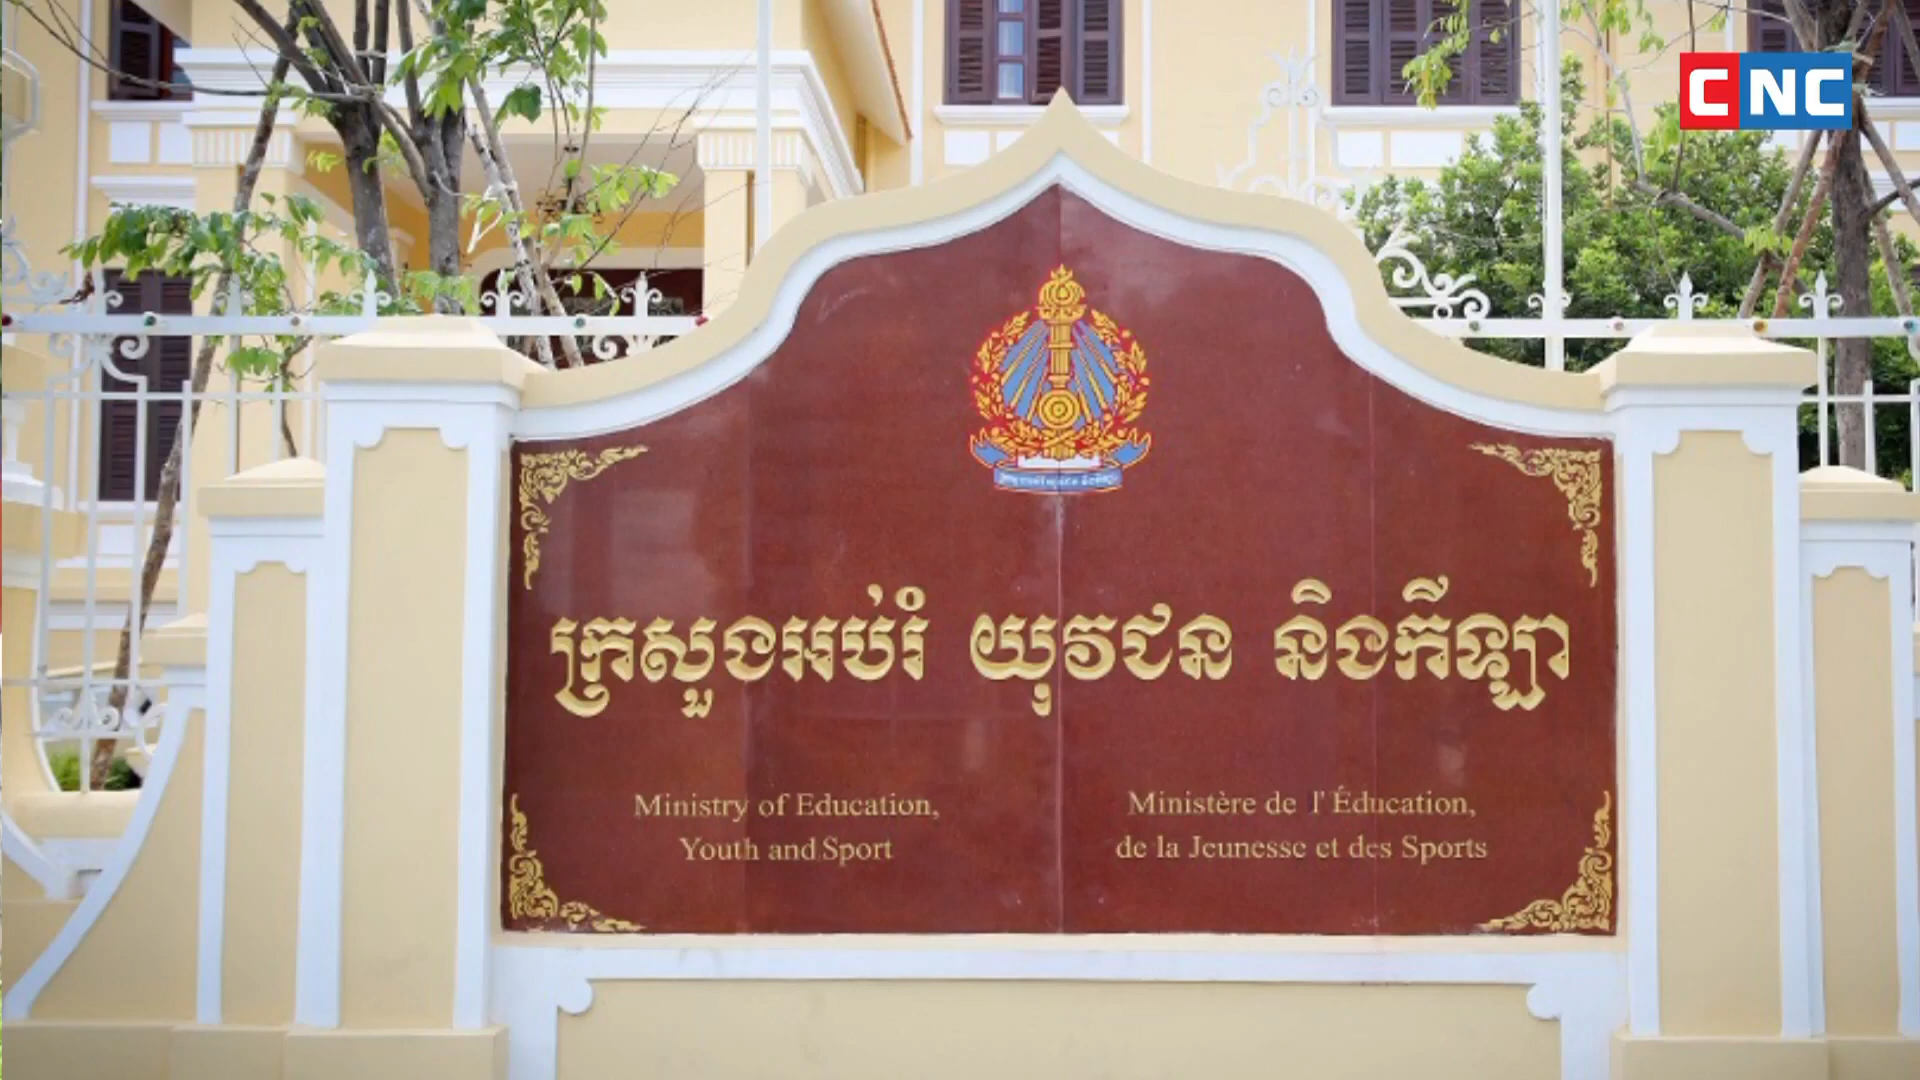 CNC
ក្រសួងអប់រំ យុវជន និងកីឡា
Ministry of Education,
Youth and Sport
Ministère de l'Éducation,
de la Jeunesse et des Sports